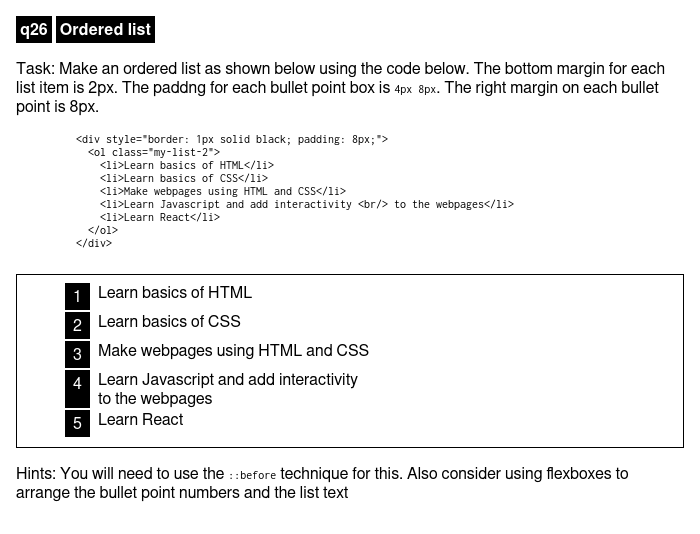 q26 Ordered list
Task: Make an ordered list as shown below using the code below. The bottom margin for each
list item is 2px. The paddng for each bullet point box is 4px 8px. The right margin on each bullet
point is 8px.
<div style="border: 1px solid black; padding: 8px;">
<ol class="my-list-2">
<li>Learn basics of HTML</li>
<li>Learn basics of CSS</li>
<li>Make webpages using HTML and CSS</li>
<li>Learn Javascript and add interactivity <br/> to the webpages</li>
<li>Learn React</li>
</ol>
</div>
1 Learn basics of HTML
2 Learn basics of CSS
3 Make webpages using HTML and CSS
4 Learn Javascript and add interactivity
to the webpages
5 Learn React
Hints: You will need to use the ::before technique for this. Also consider using flexboxes to
arrange the bullet point numbers and the list text